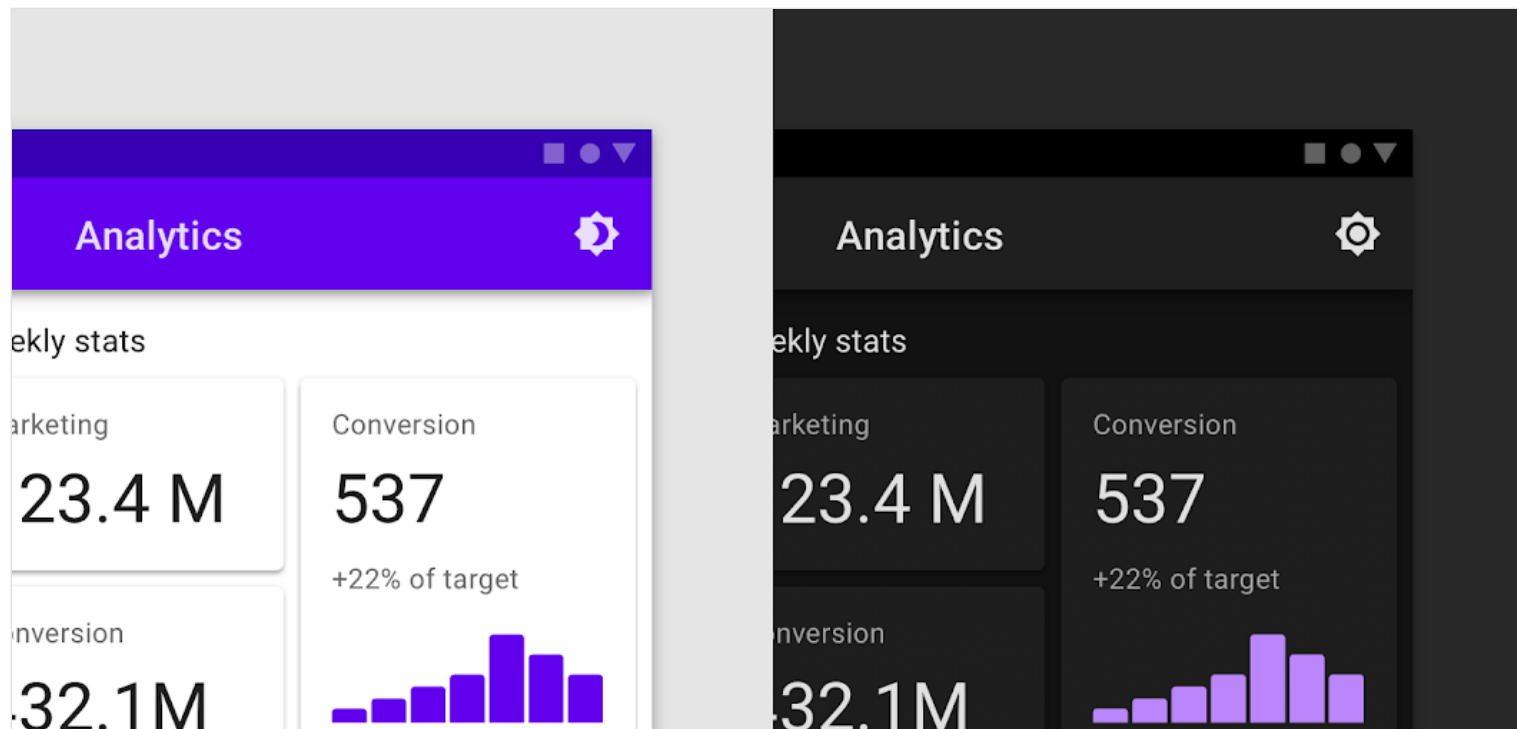 Analytics
ekly stats
arketing
23.4 M
Conversion
537
+22% of target
nversion
32.1M
Analytics
ekly stats
arketing
23.4 M
Conversion
537
+22% of target
nversion
32.1M